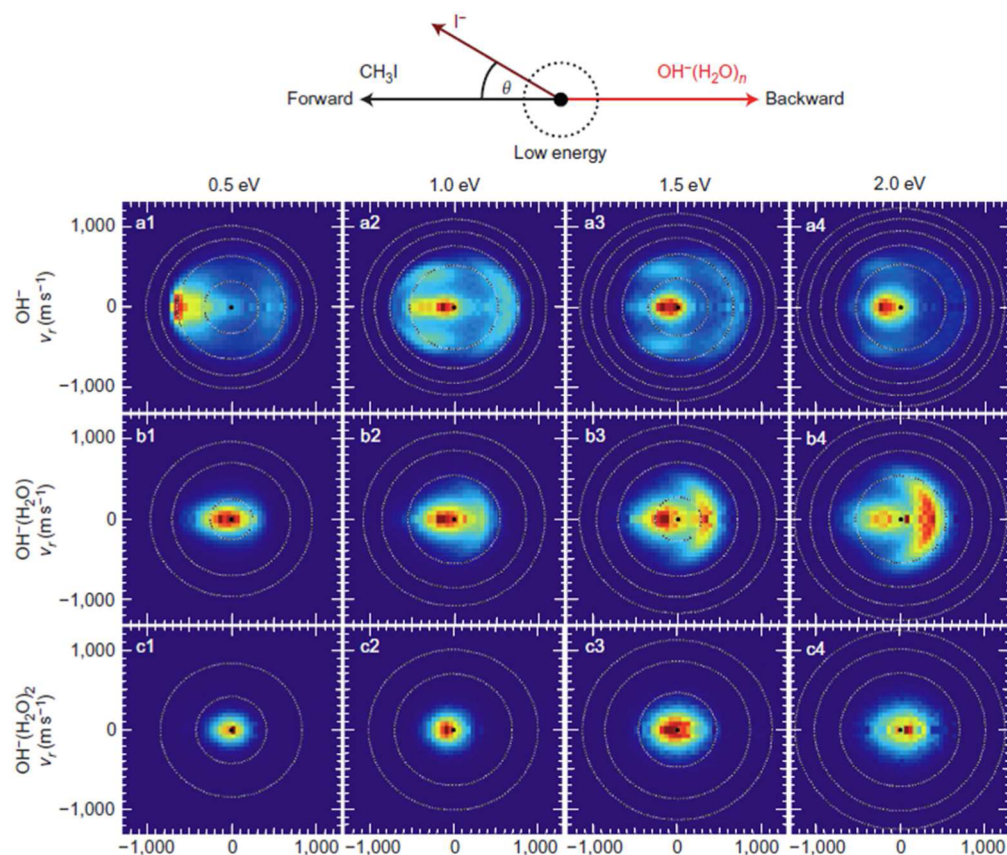 I⁻
CH₃I
OH⁻(H₂O)ₙ
θ
Forward
Backward
Low energy
0.5 eV
1.0 eV
1.5 eV
2.0 eV
a1
a2
a3
a4
1,000
0
−1,000
OH⁻
vᵣ (m s⁻¹)
b1
b2
b3
b4
1,000
0
−1,000
OH⁻(H₂O)
vᵣ (m s⁻¹)
c1
c2
c3
c4
1,000
0
−1,000
OH⁻(H₂O)₂
vᵣ (m s⁻¹)
−1,000 0 1,000
−1,000 0 1,000
−1,000 0 1,000
−1,000 0 1,000